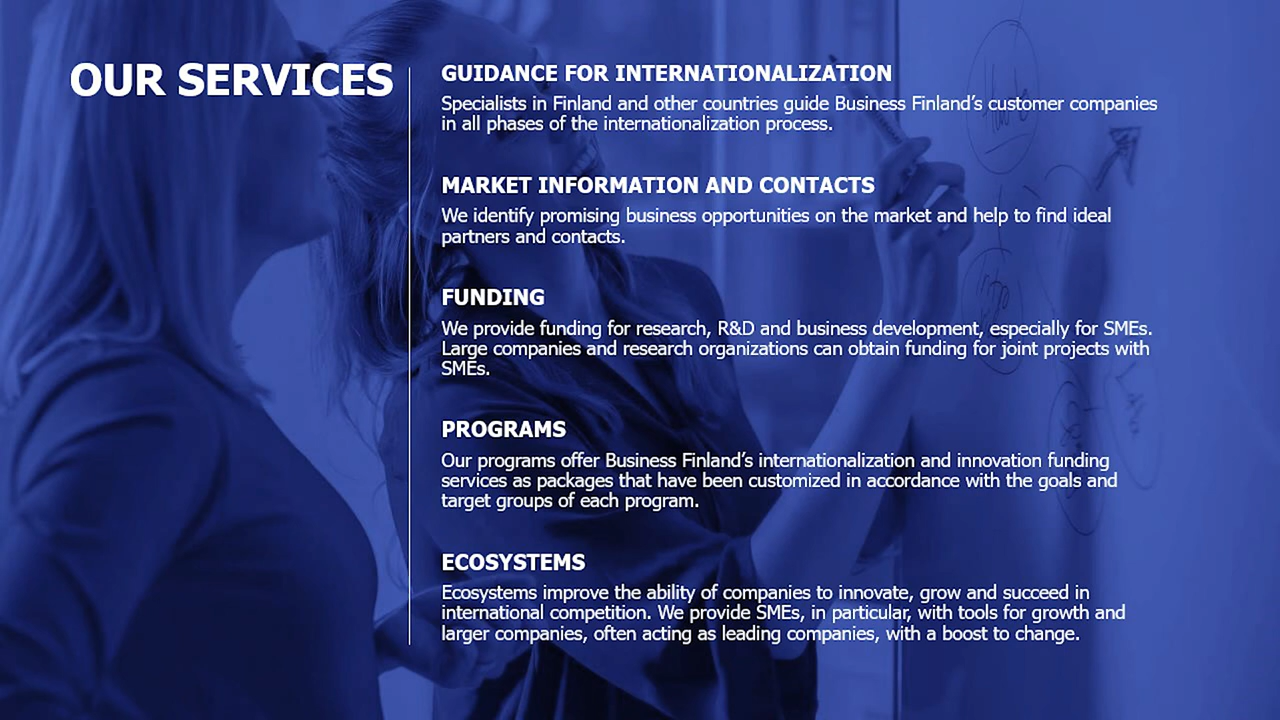 OUR SERVICES
GUIDANCE FOR INTERNATIONALIZATION
Specialists in Finland and other countries guide Business Finland’s customer companies
in all phases of the internationalization process.
MARKET INFORMATION AND CONTACTS
We identify promising business opportunities on the market and help to find ideal
partners and contacts.
FUNDING
We provide funding for research, R&D and business development, especially for SMEs.
Large companies and research organizations can obtain funding for joint projects with
SMEs.
PROGRAMS
Our programs offer Business Finland’s internationalization and innovation funding
services as packages that have been customized in accordance with the goals and
target groups of each program.
ECOSYSTEMS
Ecosystems improve the ability of companies to innovate, grow and succeed in
international competition. We provide SMEs, in particular, with tools for growth and
larger companies, often acting as leading companies, with a boost to change.